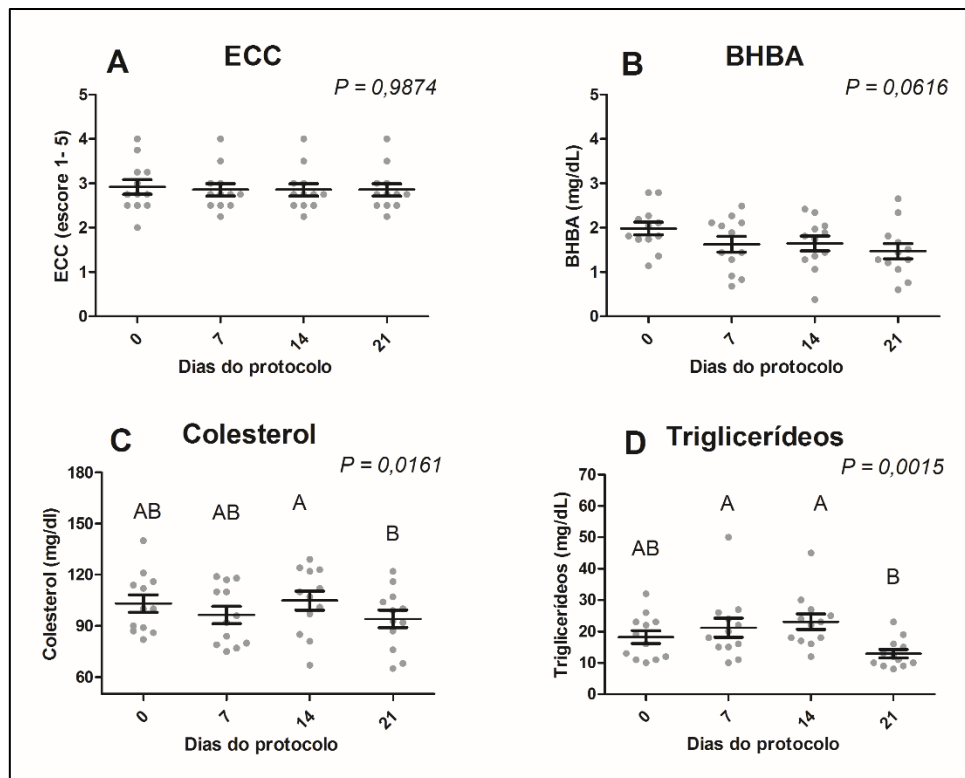 A ECC
P = 0,9874
ECC (escore 1- 5)
5
4
3
2
1
0
0 7 14 21
Dias do protocolo
B BHBA
P = 0,0616
BHBA (mg/dL)
5
4
3
2
1
0
0 7 14 21
Dias do protocolo
C Colesterol
P = 0,0161
Colesterol (mg/dl)
180
150
120
90
60
AB AB A B
0 7 14 21
Dias do protocolo
D Triglicerídeos
P = 0,0015
Triglicerídeos (mg/dL)
70
60
50
40
30
20
10
0
AB A A B
0 7 14 21
Dias do protocolo